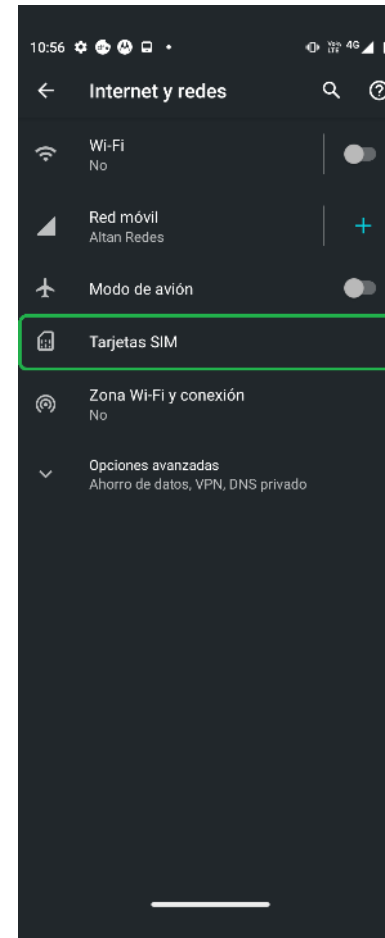 10:56 4G
Internet y redes
Wi-Fi
No
Red móvil
Altan Redes
Modo de avión
Tarjetas SIM
Zona Wi-Fi y conexión
No
Opciones avanzadas
Ahorro de datos, VPN, DNS privado